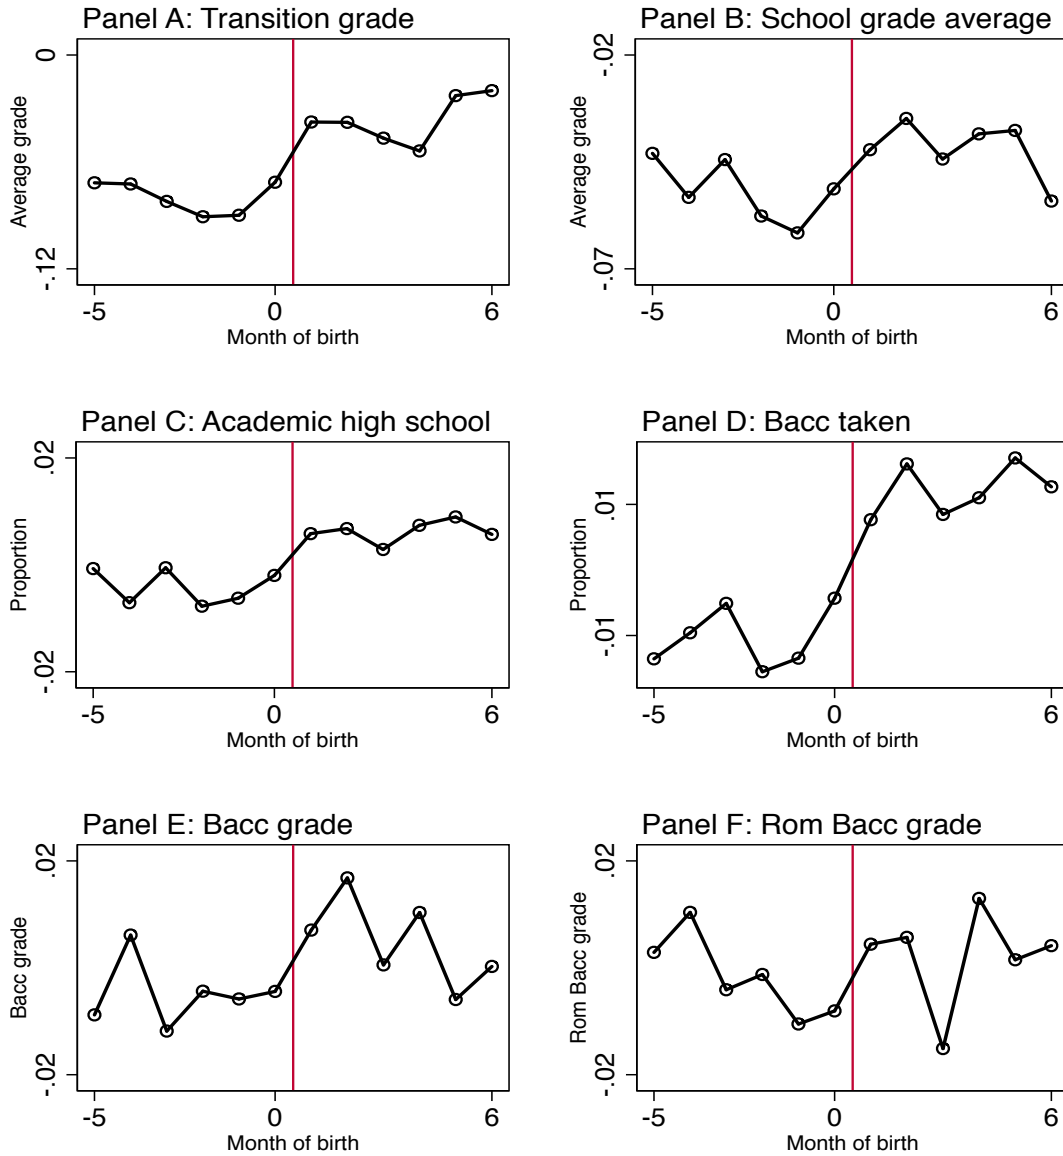 Panel A: Transition grade
0
-.12
Average grade
-5
0
6
Month of birth
Panel B: School grade average
-.02
-.07
Average grade
-5
0
6
Month of birth
Panel C: Academic high school
.02
-.02
Proportion
-5
0
6
Month of birth
Panel D: Bacc taken
.01
-.01
Proportion
-5
0
6
Month of birth
Panel E: Bacc grade
.02
-.02
Bacc grade
-5
0
6
Month of birth
Panel F: Rom Bacc grade
.02
-.02
Rom Bacc grade
-5
0
6
Month of birth